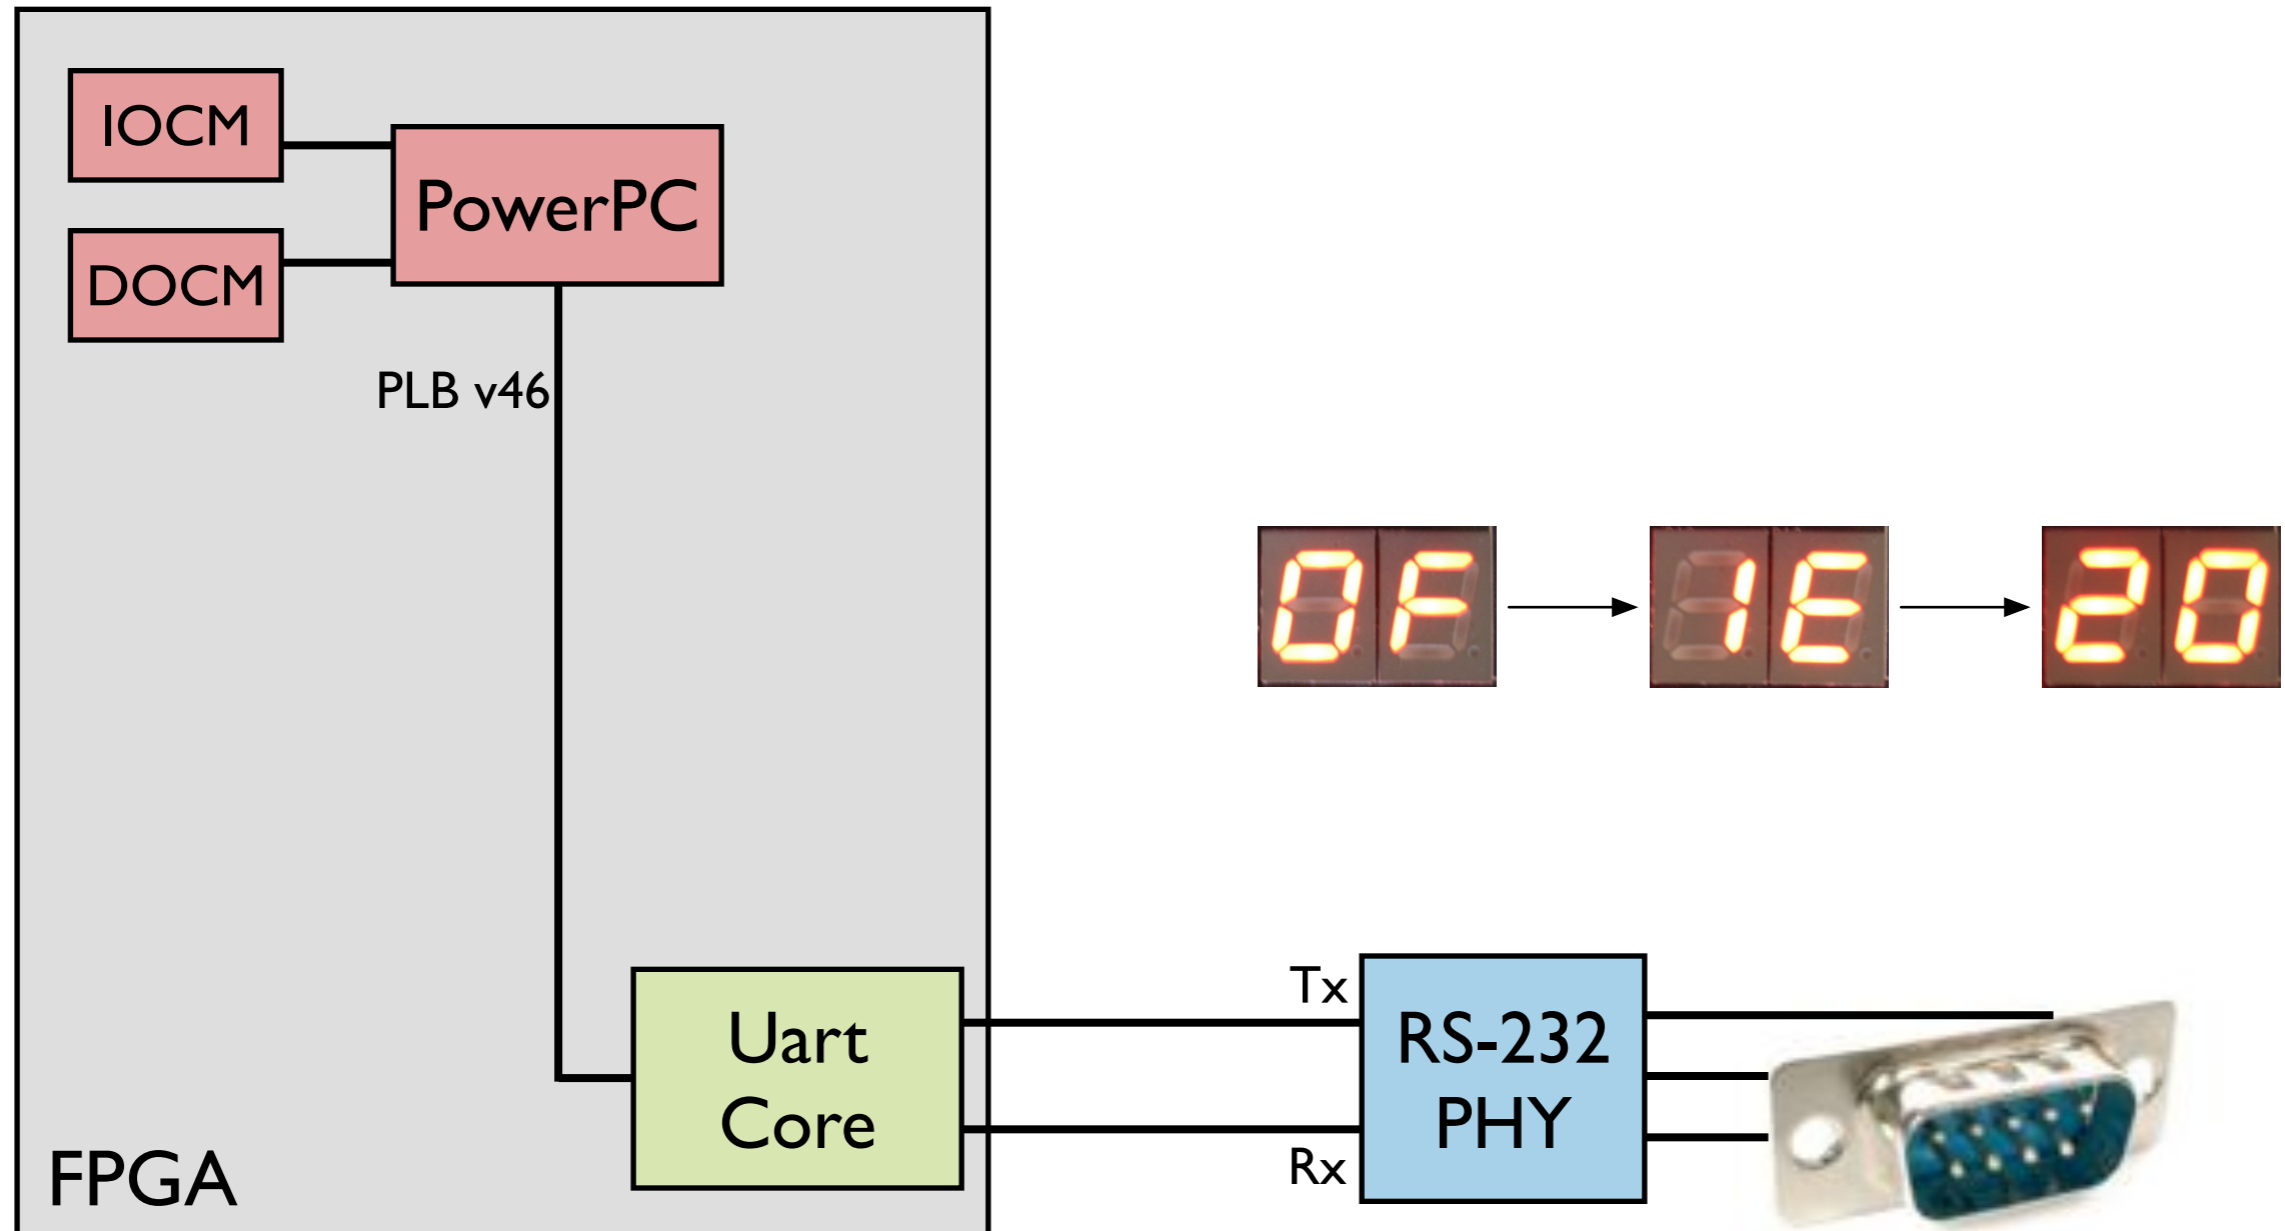 IOCM
PowerPC
DOCM
PLB v46
0F
1E
20
Tx
Uart
Core
RS-232
PHY
Rx
FPGA